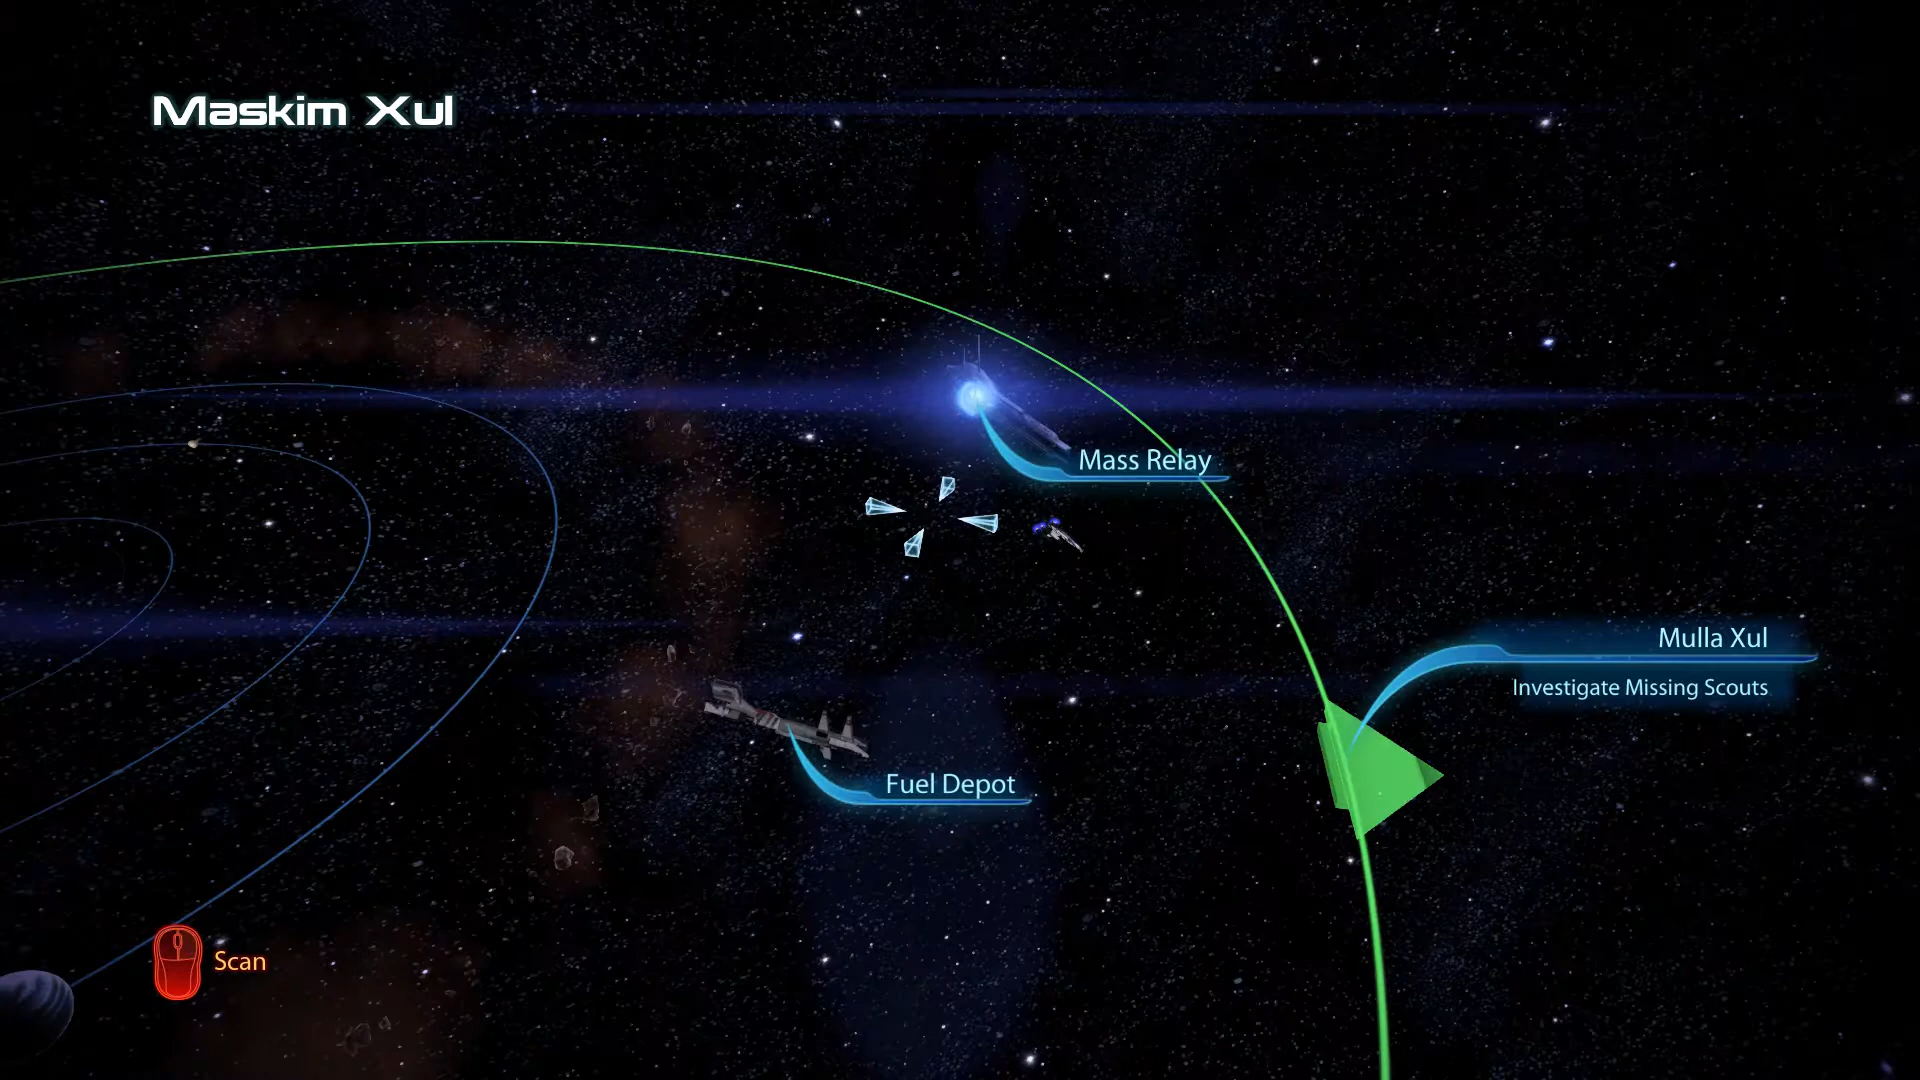 Maskim Xul
Mass Relay
Mulla Xul
Investigate Missing Scouts
Fuel Depot
Scan